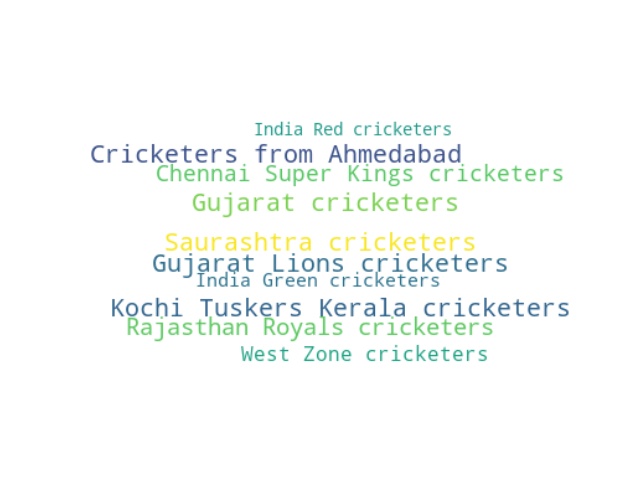 India Red cricketers
Cricketers from Ahmedabad
Chennai Super Kings cricketers
Gujarat cricketers
Saurashtra cricketers
Gujarat Lions cricketers
India Green cricketers
Kochi Tuskers Kerala cricketers
Rajasthan Royals cricketers
West Zone cricketers